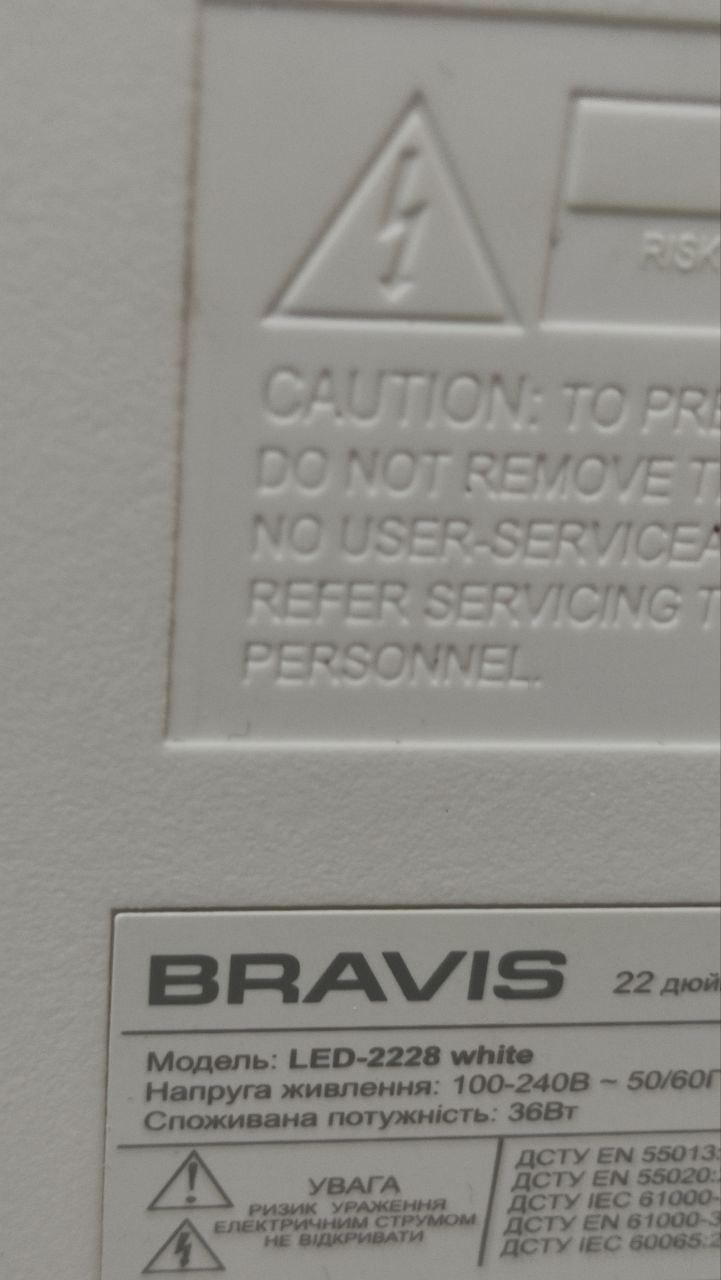 RISK
CAUTION: TO PRE
DO NOT REMOVE T
NO USER-SERVICEA
REFER SERVICING T
PERSONNEL.
BRAVIS 22 дюй
Модель: LED-2228 white
Напруга живлення: 100-240В ~ 50/60Г
Споживана потужність: 36Вт
УВАГА
РИЗИК УРАЖЕННЯ
ЕЛЕКТРИЧНИМ СТРУМОМ
НЕ ВІДКРИВАТИ
ДСТУ EN 55013:
ДСТУ EN 55020:
ДСТУ IEC 61000-
ДСТУ EN 61000-3
ДСТУ IEC 60065:2